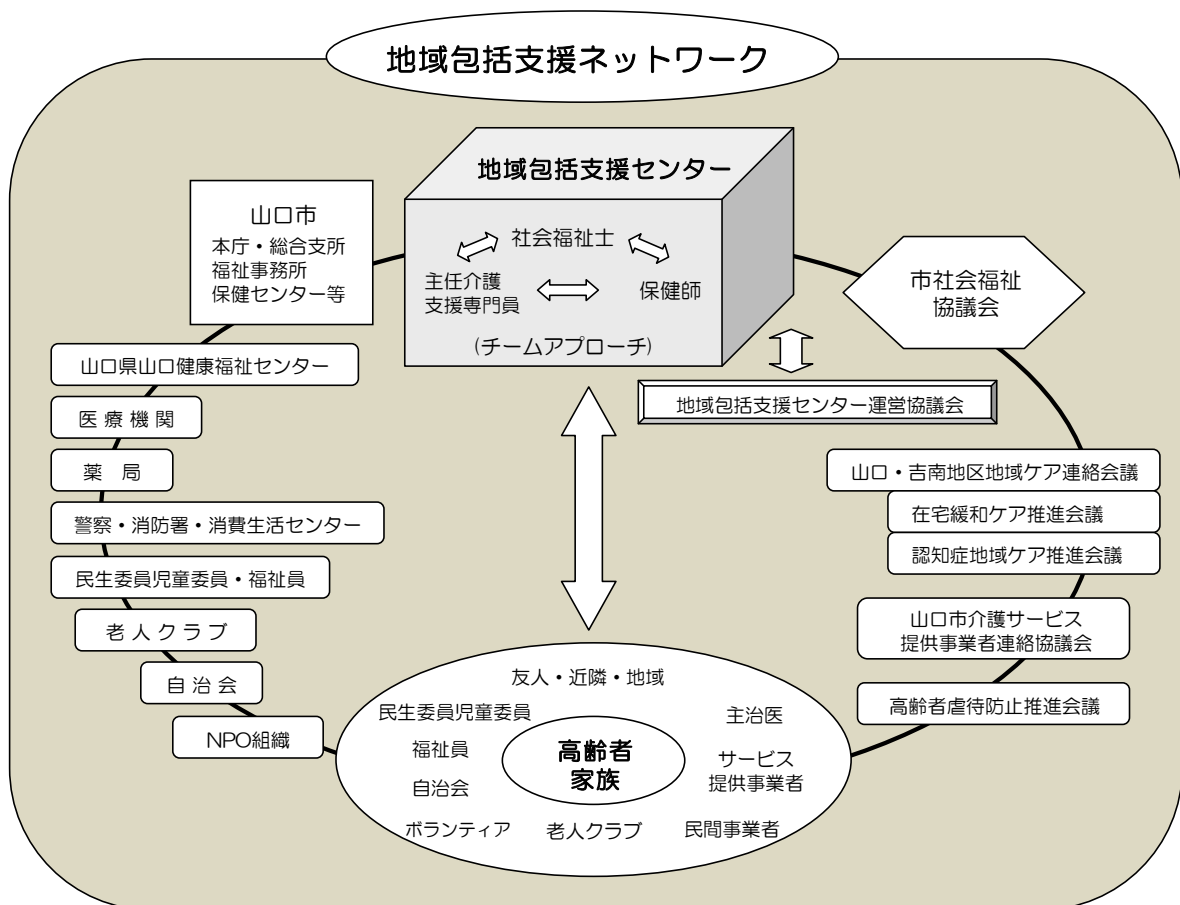 地域包括支援ネットワーク
地域包括支援センター
社会福祉士
主任介護
支援専門員
保健師
(チームアプローチ)
山口市
本庁・総合支所
福祉事務所
保健センター等
市社会福祉
協議会
地域包括支援センター運営協議会
山口県山口健康福祉センター
医療機関
薬 局
警察・消防署・消費生活センター
民生委員児童委員・福祉員
老人クラブ
自治会
NPO組織
山口・吉南地区地域ケア連絡会議
在宅緩和ケア推進会議
認知症地域ケア推進会議
山口市介護サービス
提供事業者連絡協議会
高齢者虐待防止推進会議
友人・近隣・地域
民生委員児童委員
主治医
福祉員
高齢者
家族
サービス
提供事業者
自治会
ボランティア
老人クラブ
民間事業者